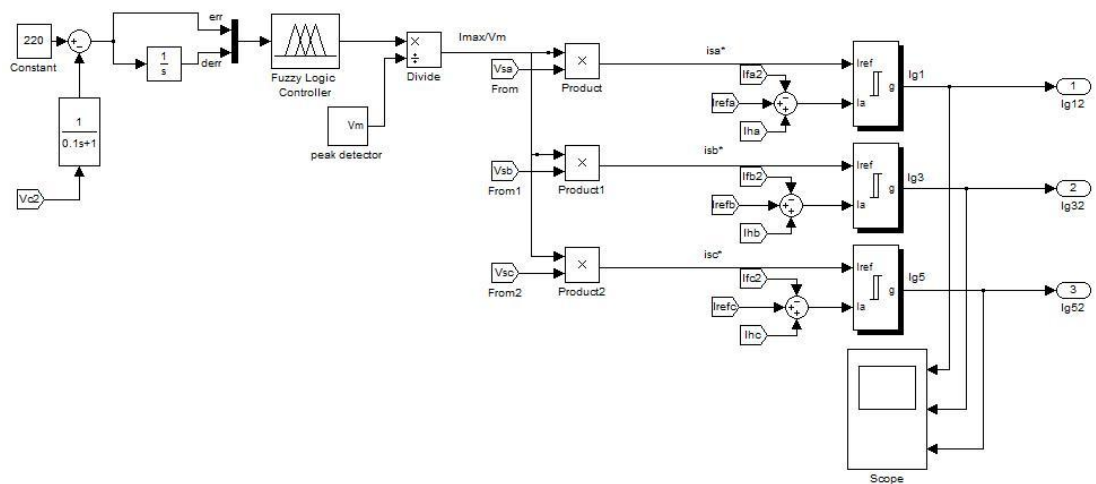 220
Constant
err
1
s
derr
Fuzzy Logic
Controller
Divide
Imax/Vm
Vm
peak detector
1
0.1s+1
Vc2
Vsa
From
Product
isa*
Ifa2
Irefa
Iha
Iref
Ia
g
Ig1
1
Ig12
Vsb
From1
Product1
isb*
Ifb2
Irefb
Ihb
Iref
Ia
g
Ig3
2
Ig32
Vsc
From2
Product2
isc*
Ifc2
Irefc
Ihc
Iref
Ia
g
Ig5
3
Ig52
Scope